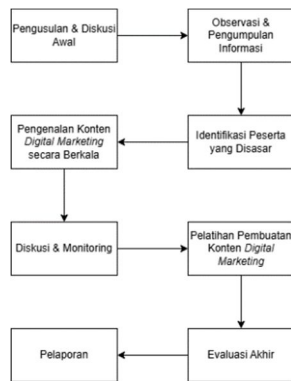 Pengusulan & Diskusi
Awal
Observasi &
Pengumpulan
Informasi
Identifikasi Peserta
yang Disasar
Pengenalan Konten
Digital Marketing
secara Berkala
Diskusi & Monitoring
Pelatihan Pembuatan
Konten Digital
Marketing
Evaluasi Akhir
Pelaporan